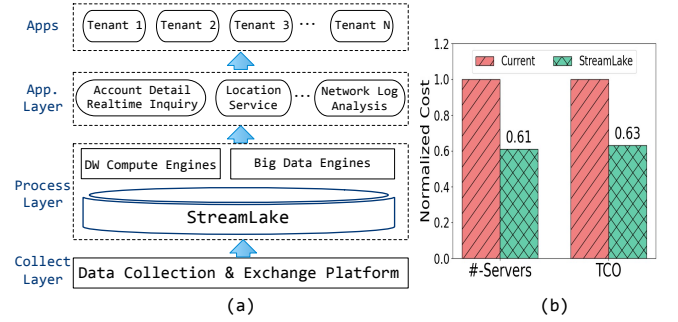 Apps
Tenant 1 Tenant 2 Tenant 3 ... Tenant N
App.
Layer
Account Detail
Realtime Inquiry
Location
Service
...
Network Log
Analysis
Process
Layer
DW Compute Engines
Big Data Engines
StreamLake
Collect
Layer
Data Collection & Exchange Platform
(a)
Current StreamLake
Normalized Cost
1.0
0.8
0.6
0.4
0.2
0.0
0.61
0.63
#-Servers TCO
(b)